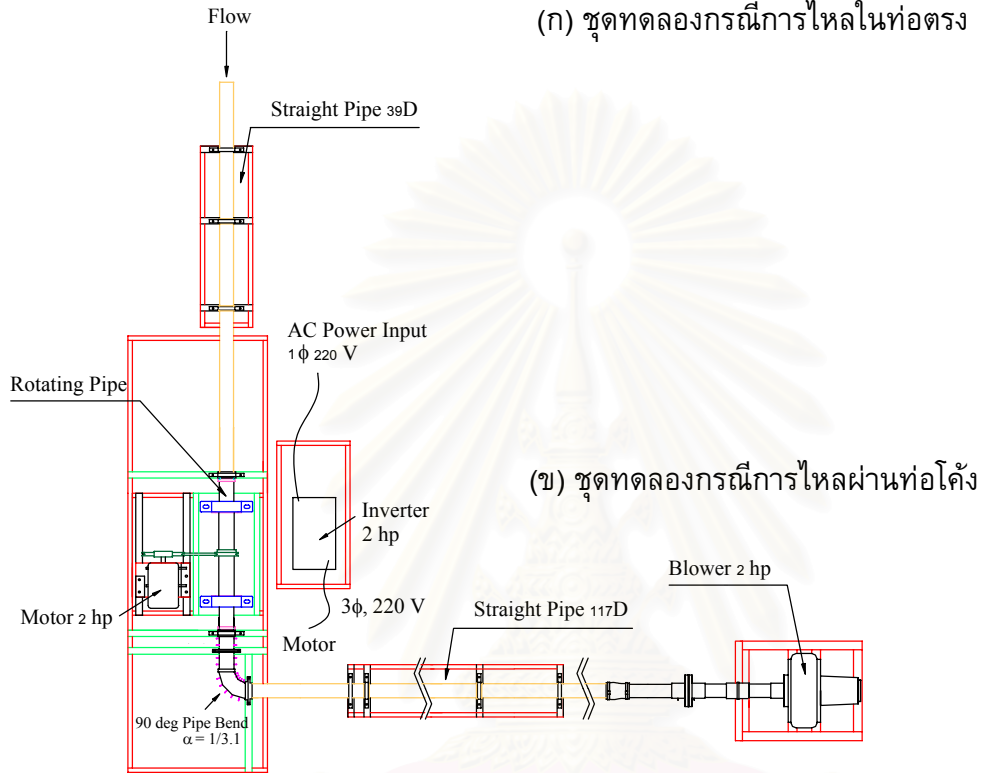 (ก) ชุดทดลองกรณีการไหลในท่อตรง
Flow
Straight Pipe 39D
AC Power Input
1ϕ 220 V
Rotating Pipe
(ข) ชุดทดลองกรณีการไหลผ่านท่อโค้ง
Inverter
2 hp
Blower 2 hp
Motor 2 hp
3ϕ, 220 V
Straight Pipe 117D
Motor
90 deg Pipe Bend
α = 1/3.1